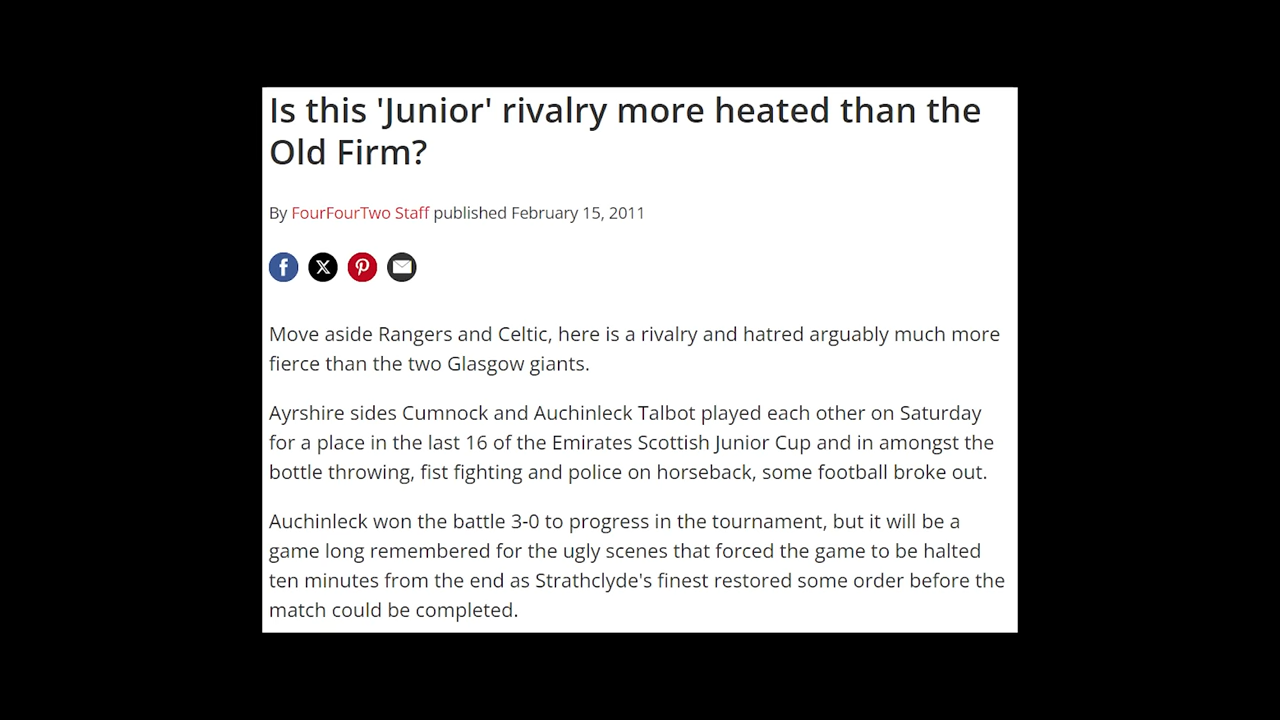 Is this 'Junior' rivalry more heated than the
Old Firm?
By FourFourTwo Staff published February 15, 2011
Move aside Rangers and Celtic, here is a rivalry and hatred arguably much more
fierce than the two Glasgow giants.
Ayrshire sides Cumnock and Auchinleck Talbot played each other on Saturday
for a place in the last 16 of the Emirates Scottish Junior Cup and in amongst the
bottle throwing, fist fighting and police on horseback, some football broke out.
Auchinleck won the battle 3-0 to progress in the tournament, but it will be a
game long remembered for the ugly scenes that forced the game to be halted
ten minutes from the end as Strathclyde's finest restored some order before the
match could be completed.